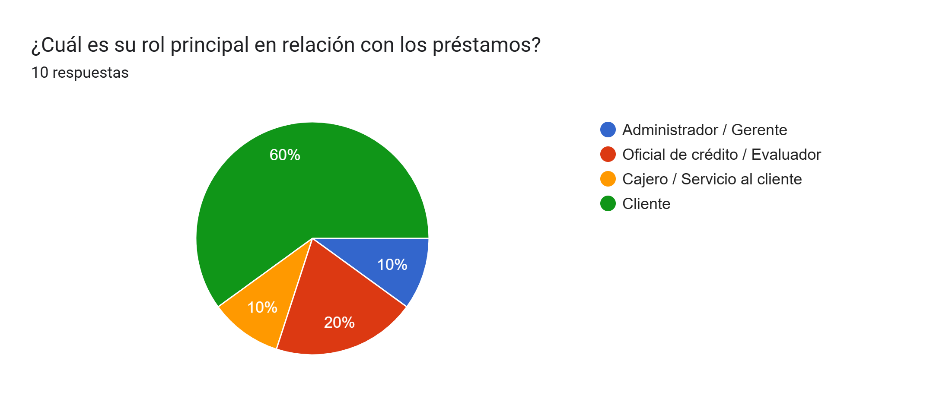 ¿Cuál es su rol principal en relación con los préstamos?
10 respuestas
60%
10%
10%
20%
Administrador / Gerente
Oficial de crédito / Evaluador
Cajero / Servicio al cliente
Cliente